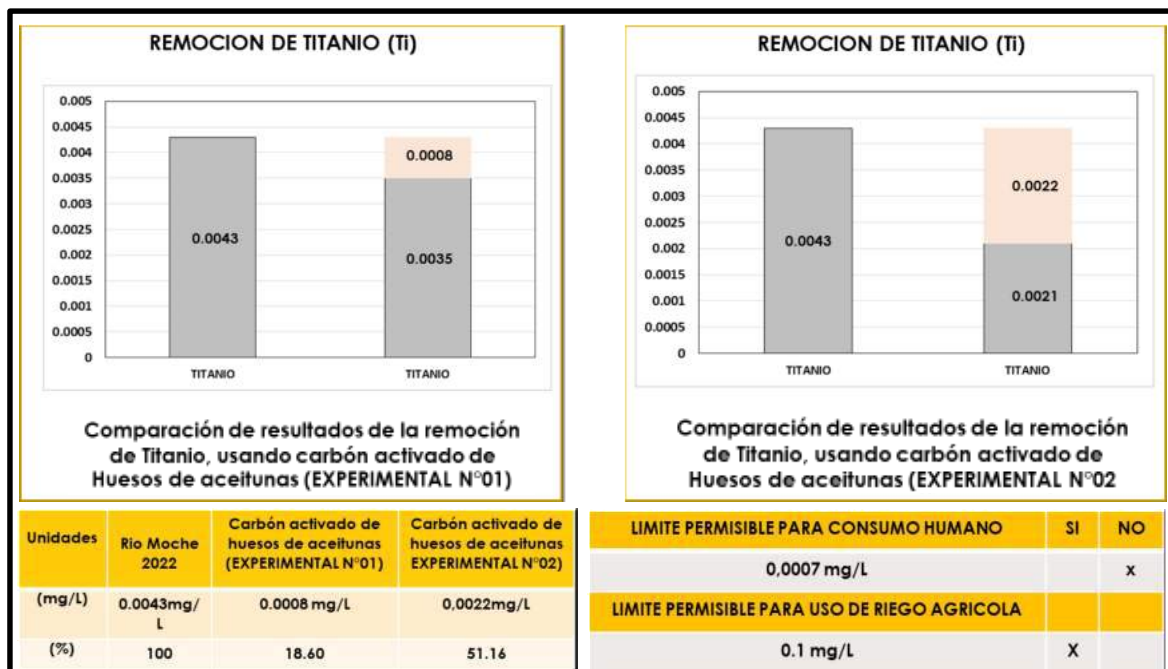 REMOCION DE TITANIO (Ti)
0.005
0.0045
0.004
0.0035
0.003
0.0025
0.002
0.0015
0.001
0.0005
0
0.0043
0.0008
0.0035
TITANIO
TITANIO
Comparación de resultados de la remoción
de Titanio, usando carbón activado de
Huesos de aceitunas (EXPERIMENTAL N°01)
REMOCION DE TITANIO (Ti)
0.005
0.0045
0.004
0.0035
0.003
0.0025
0.002
0.0015
0.001
0.0005
0
0.0043
0.0022
0.0021
TITANIO
TITANIO
Comparación de resultados de la remoción
de Titanio, usando carbón activado de
Huesos de aceitunas (EXPERIMENTAL N°02
Unidades
Rio Moche
2022
Carbón activado de
huesos de aceitunas
(EXPERIMENTAL N°01)
Carbón activado de
huesos de aceitunas
EXPERIMENTAL N°02)
(mg/L)
0.0043mg/
L
0.0008 mg/L
0,0022mg/L
(%)
100
18.60
51.16
LIMITE PERMISIBLE PARA CONSUMO HUMANO
SI
NO
0,0007 mg/L
x
LIMITE PERMISIBLE PARA USO DE RIEGO AGRICOLA
0.1 mg/L
X